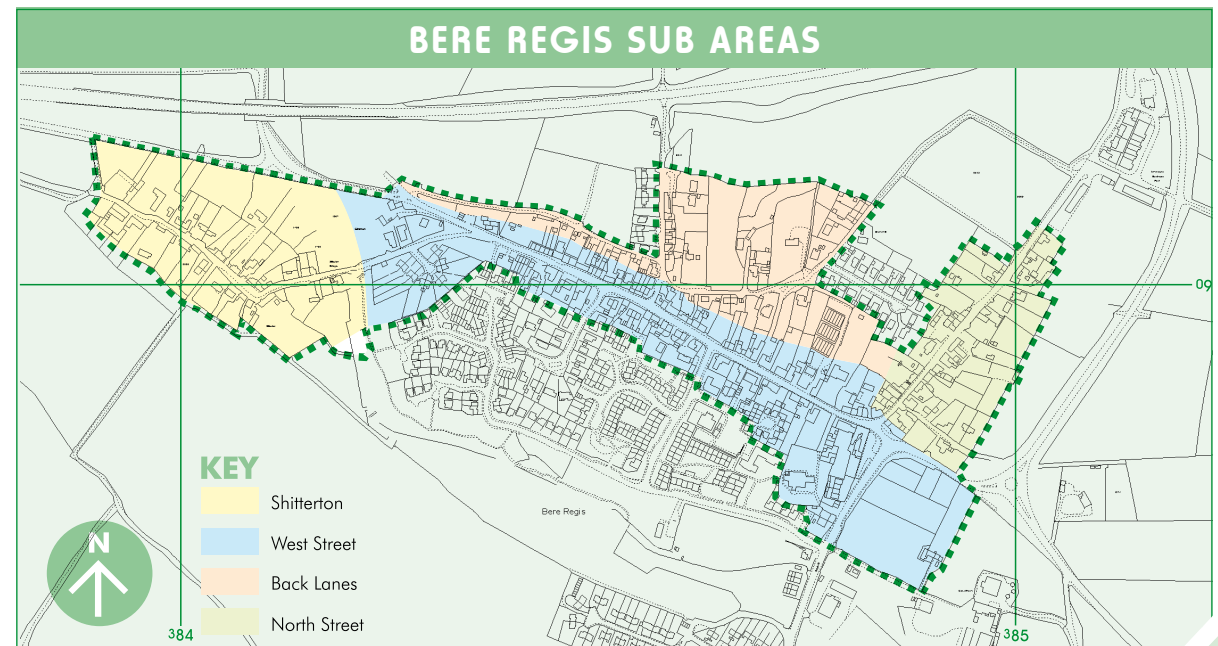 BERE REGIS SUB AREAS
09
Bere Regis
KEY
Shitterton
West Street
Back Lanes
North Street
N
384
385